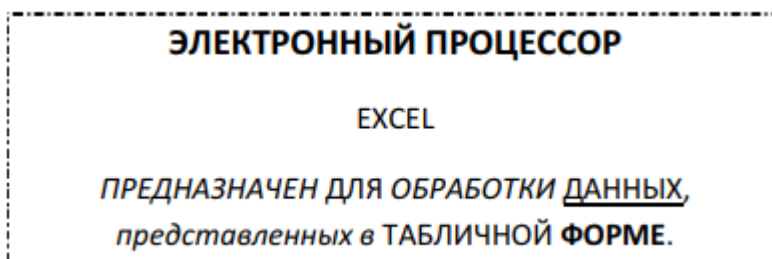 ЭЛЕКТРОННЫЙ ПРОЦЕССОР
EXCEL
ПРЕДНАЗНАЧЕН ДЛЯ ОБРАБОТКИ ДАННЫХ,
представленных в ТАБЛИЧНОЙ ФОРМЕ.